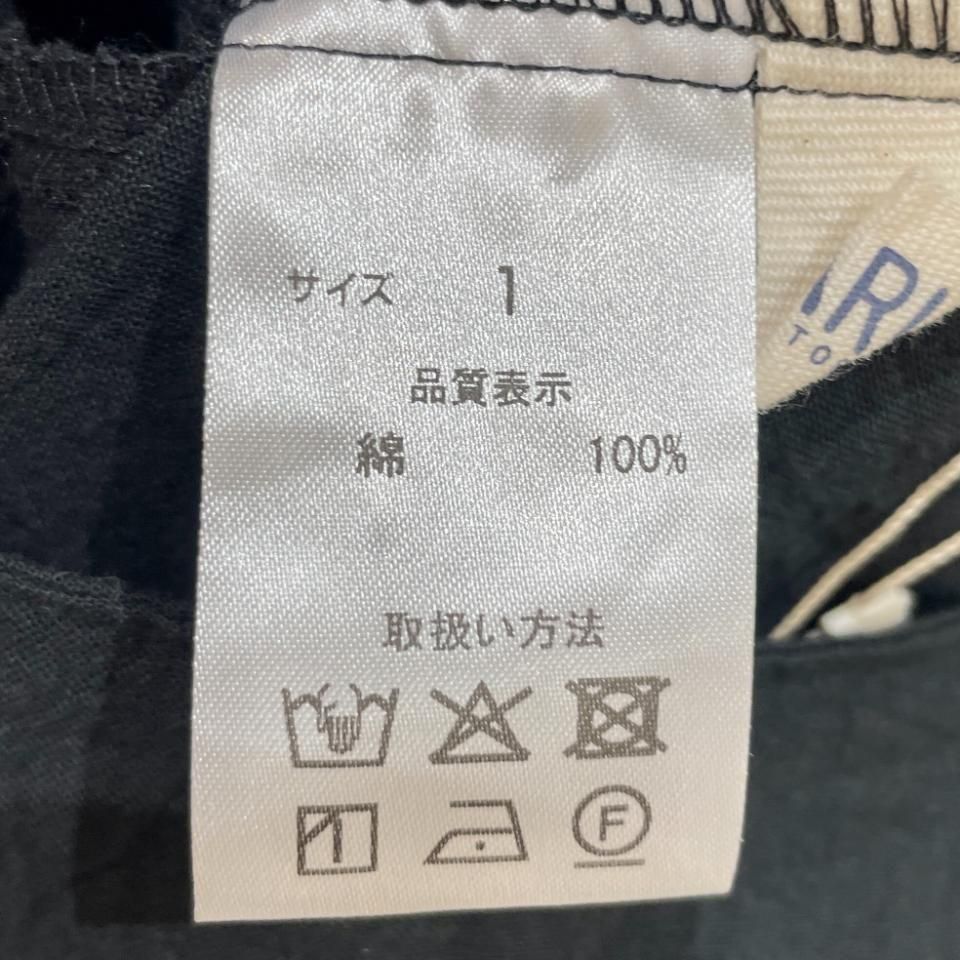 サイズ 1
品質表示
綿 100%
取扱い方法
F